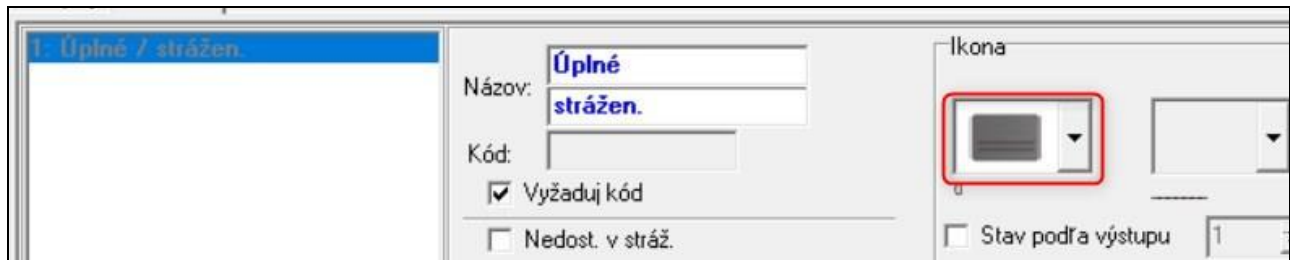 1: Úplné / strážen.
Názov:
Úplné
strážen.
Kód:
Vyžaduj kód
Nedost. v stráž.
Ikona
Stav podľa výstupu
1